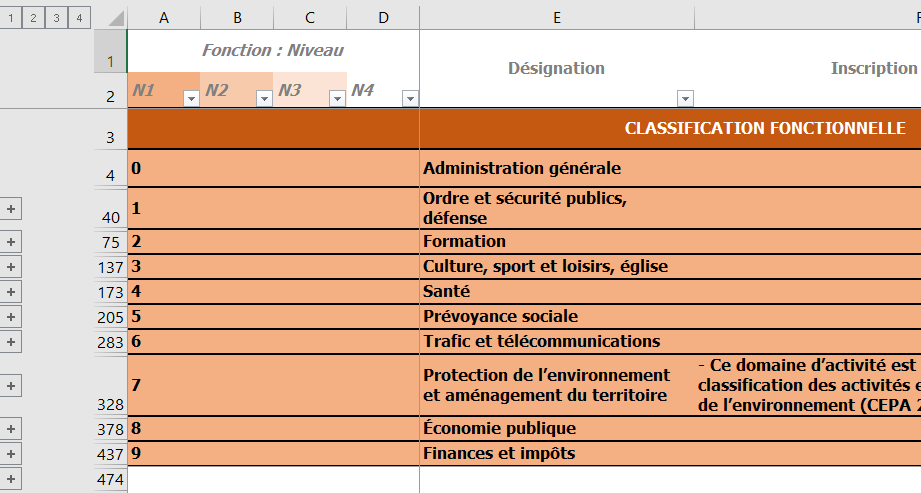 1 2 3 4 A B C D E
1 Fonction : Niveau Désignation Inscription
2 N1 N2 N3 N4
3 CLASSIFICATION FONCTIONNELLE
4 0 Administration générale
40 1 Ordre et sécurité publics,
défense
75 2 Formation
137 3 Culture, sport et loisirs, église
173 4 Santé
205 5 Prévoyance sociale
283 6 Trafic et télécommunications
328 7 Protection de l’environnement
et aménagement du territoire
- Ce domaine d’activité est
classification des activités
de l’environnement (CEPA
378 8 Économie publique
437 9 Finances et impôts
474